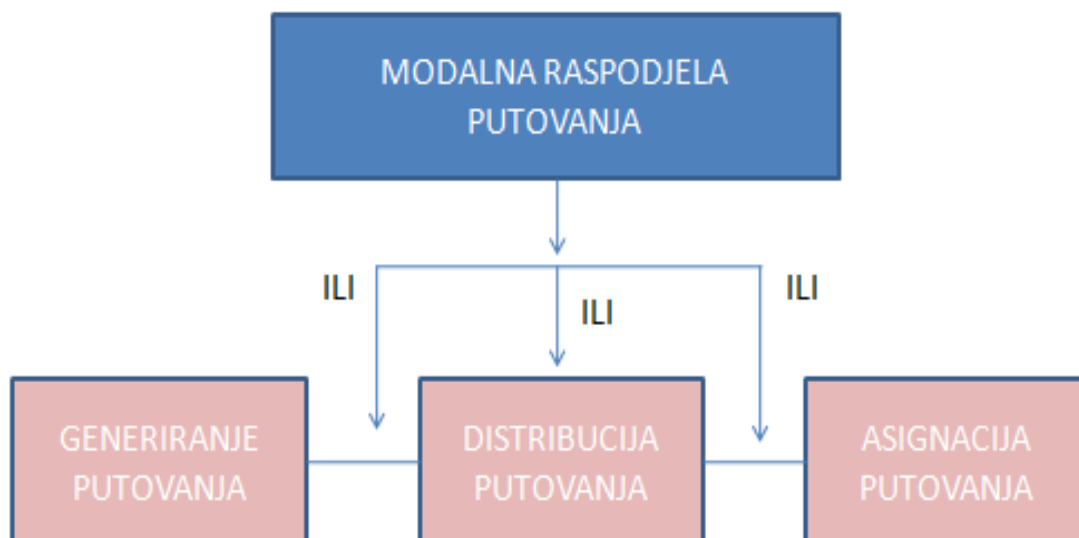 MODALNA RASPODJELA
PUTOVANJA
ILI
ILI
ILI
GENERIRANJE
PUTOVANJA
DISTRIBUCIJA
PUTOVANJA
ASIGNACIJA
PUTOVANJA